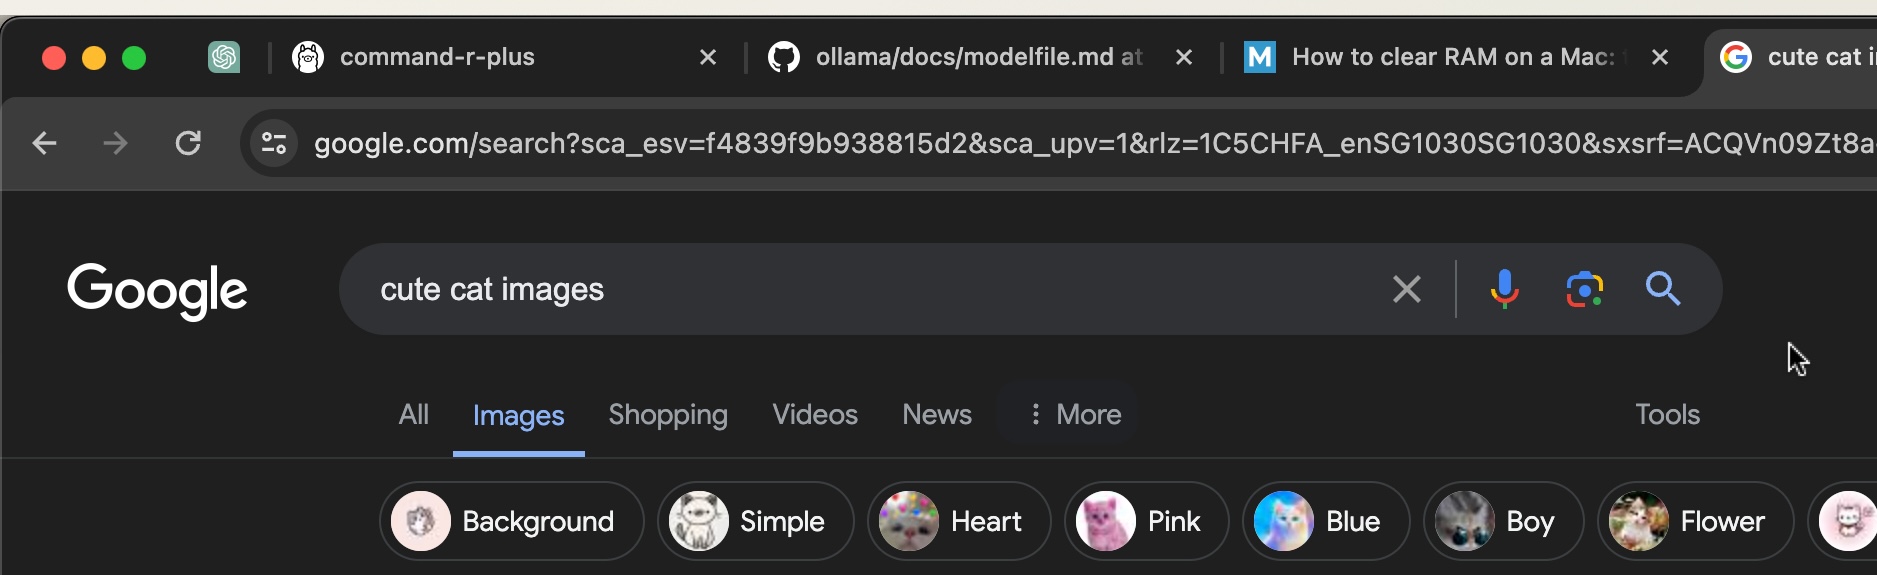 command-r-plus
ollama/docs/modelfile.md at
How to clear RAM on a Mac:
cute cat i
google.com/search?sca_esv=f4839f9b938815d2&sca_upv=1&rlz=1C5CHFA_enSG1030SG1030&sxsrf=ACQVn09Zt8a
Google
cute cat images
All Images Shopping Videos News More Tools
Background Simple Heart Pink Blue Boy Flower